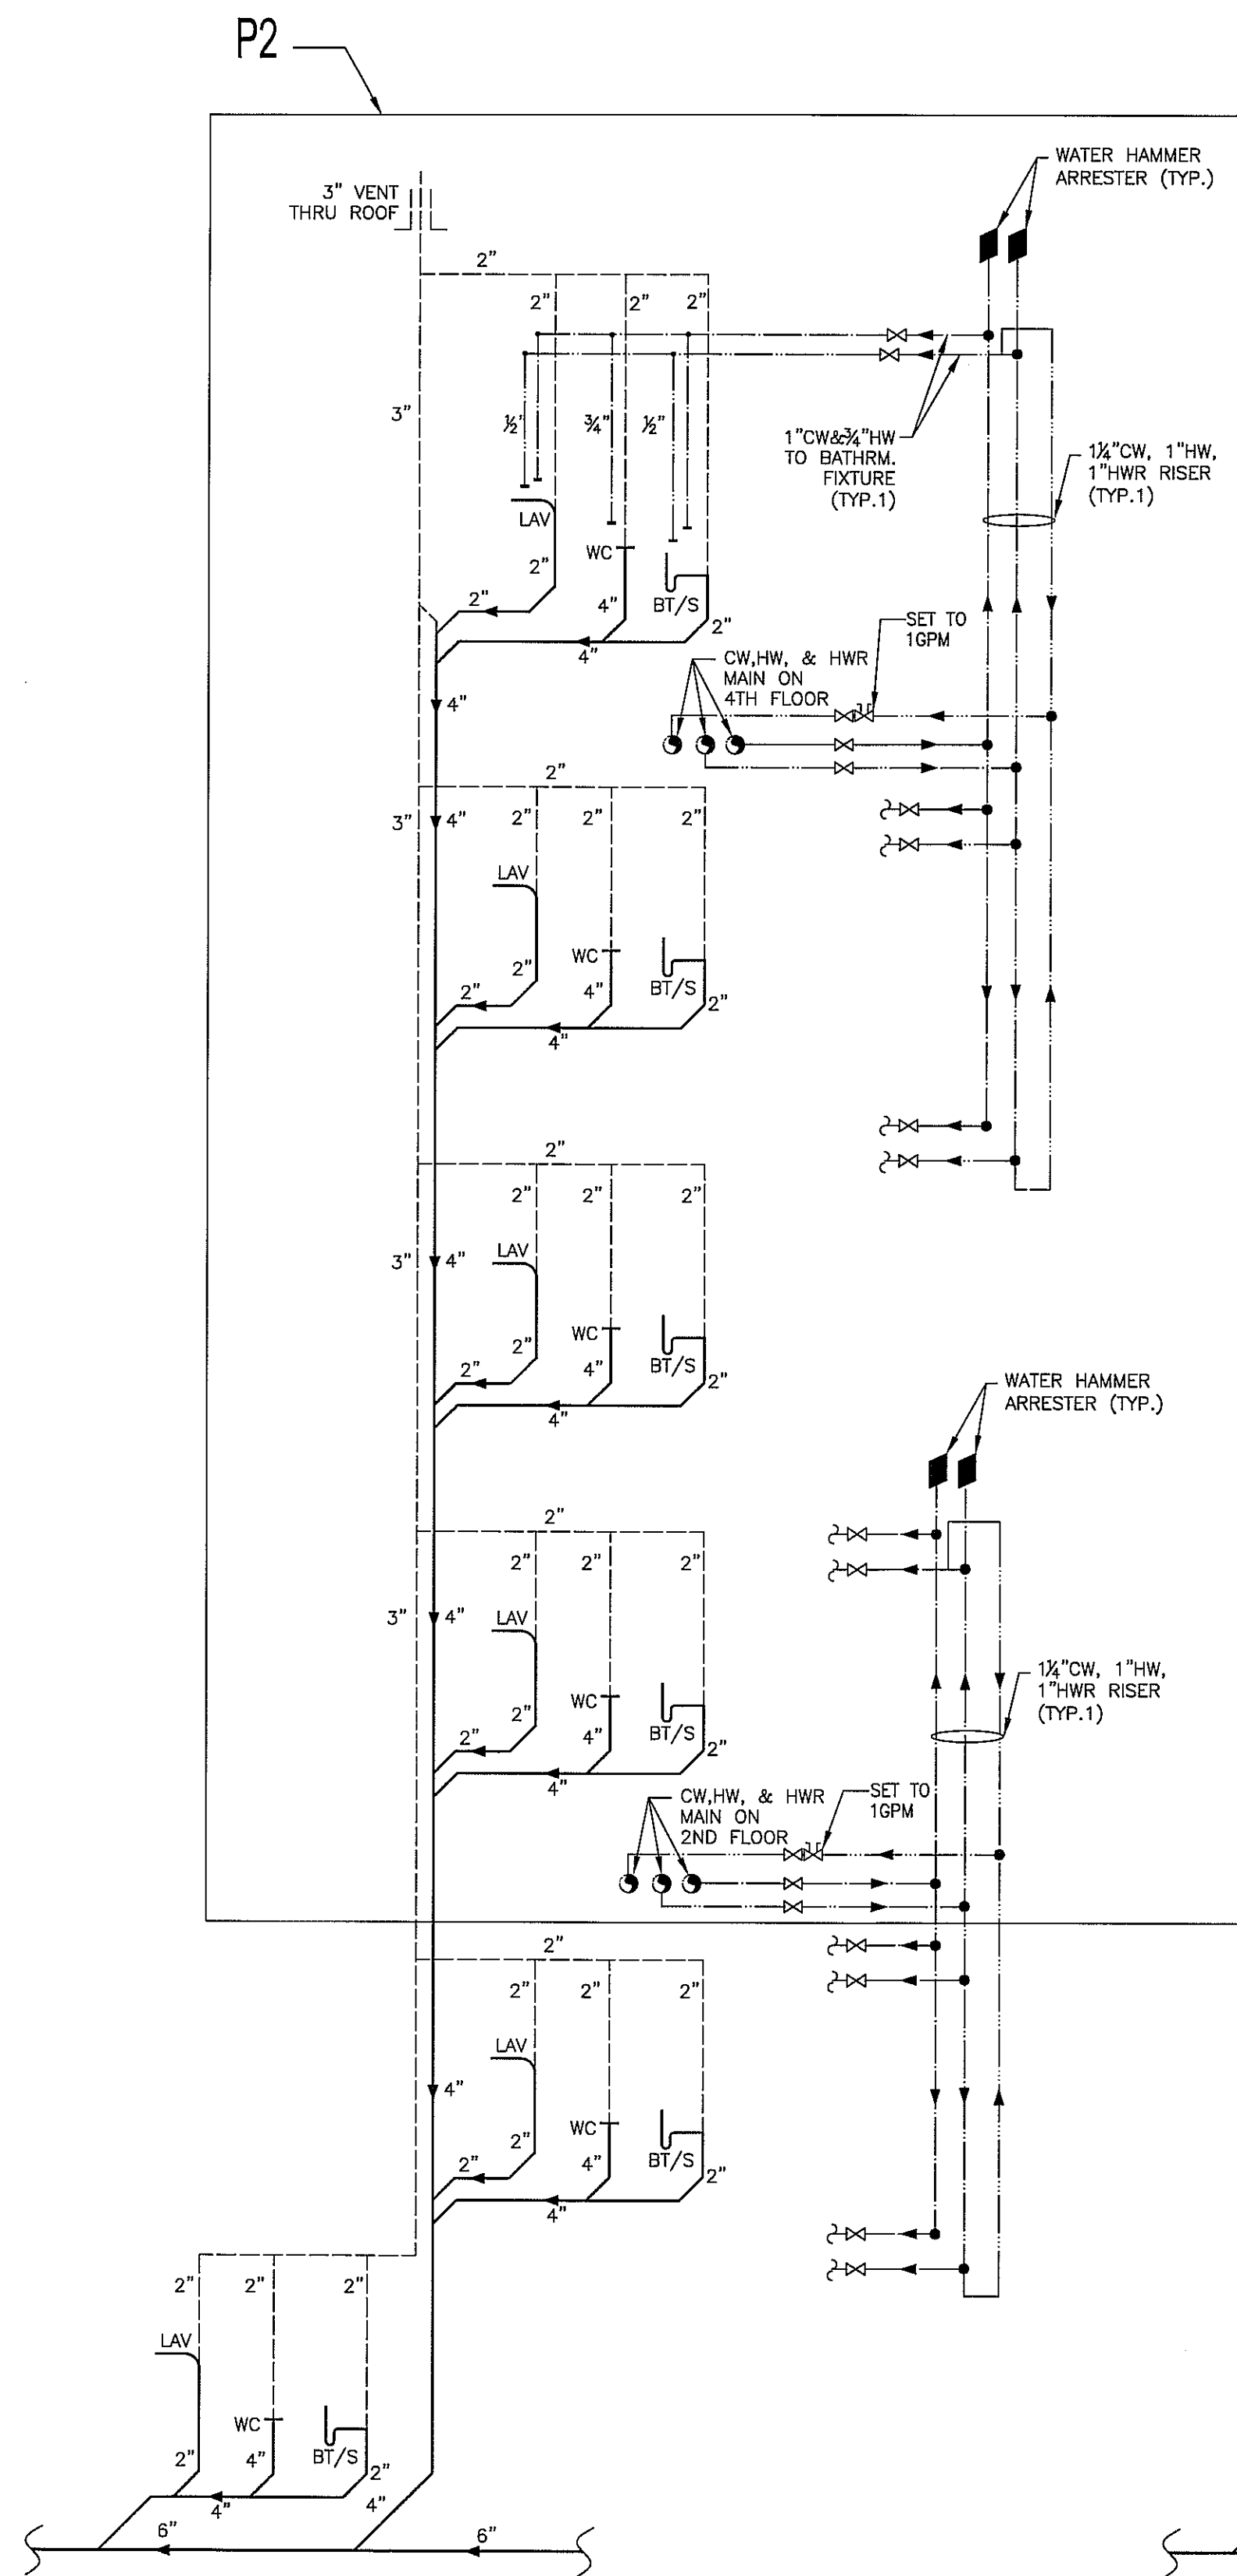 P2
WATER HAMMER
ARRESTER (TYP.)
3" VENT
THRU ROOF
2"
2"
2"
2"
3"
½"
¾"
½"
1"CW&¾"HW
TO BATHRM.
FIXTURE
(TYP.1)
1¼"CW, 1"HW,
1"HWR RISER
(TYP.1)
LAV
WC
BT/S
2"
2"
4"
2"
4"
SET TO
1GPM
CW,HW, & HWR
MAIN ON
4TH FLOOR
4"
2"
3"
4"
2"
2"
2"
LAV
WC
BT/S
2"
2"
4"
2"
4"
2"
2"
2"
2"
3"
4"
LAV
WC
BT/S
2"
2"
4"
2"
4"
WATER HAMMER
ARRESTER (TYP.)
2"
2"
2"
2"
3"
4"
LAV
WC
BT/S
2"
2"
4"
2"
4"
1¼"CW, 1"HW,
1"HWR RISER
(TYP.1)
CW,HW, & HWR
MAIN ON
2ND FLOOR
SET TO
1GPM
2"
2"
2"
2"
LAV
4"
WC
BT/S
2"
2"
4"
2"
4"
2"
2"
2"
LAV
WC
BT/S
2"
4"
2"
4"
4"
6"
6"